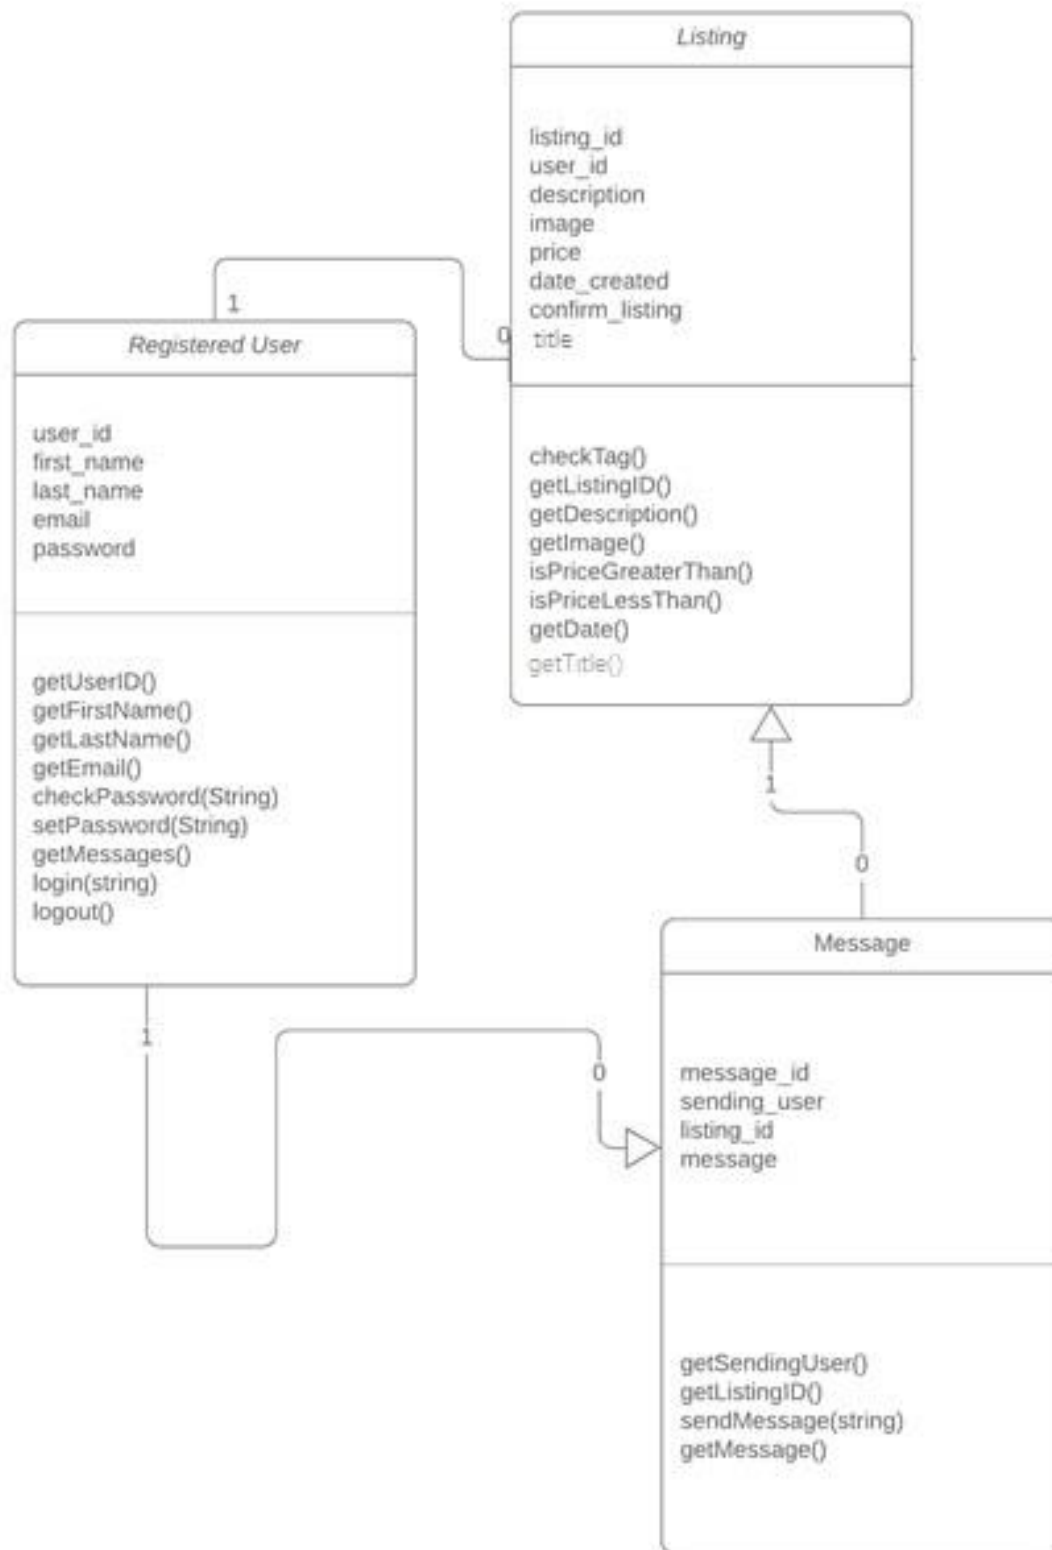 Listing
listing_id
user_id
description
image
price
date_created
confirm_listing
title
checkTag()
getListingID()
getDescription()
getImage()
isPriceGreaterThan()
isPriceLessThan()
getDate()
getTitle()
1
0
Registered User
user_id
first_name
last_name
email
password
getUserID()
getFirstName()
getLastName()
getEmail()
checkPassword(String)
setPassword(String)
getMessages()
login(string)
logout()
1
0
1
0
Message
message_id
sending_user
listing_id
message
getSendingUser()
getListingID()
sendMessage(string)
getMessage()